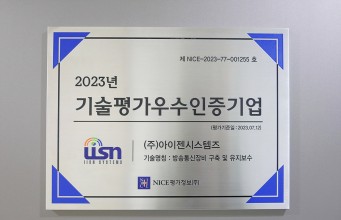 제 NICE-2023-77-001255 호
2023년
기술평가우수인증기업
(평가기준일 : 2023.07.12)
(주)아이젠시스템즈
기술명칭 : 방송통신장비 구축 및 유지보수
NICE평가정보(주)